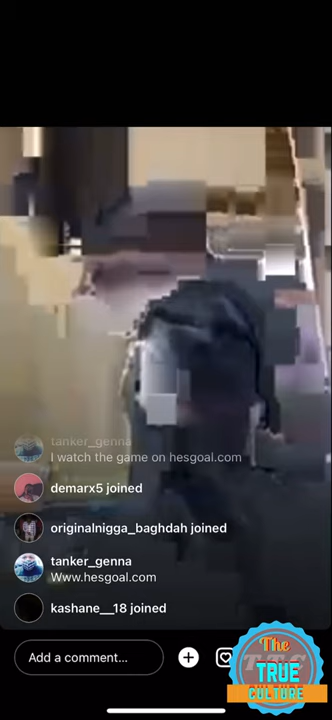 tanker_genna
I watch the game on hesgoal.com
demarx5 joined
originalnigga_baghdah joined
tanker_genna
Www.hesgoal.com
kashane__18 joined
Add a comment...
The
TRUE
CULTURE